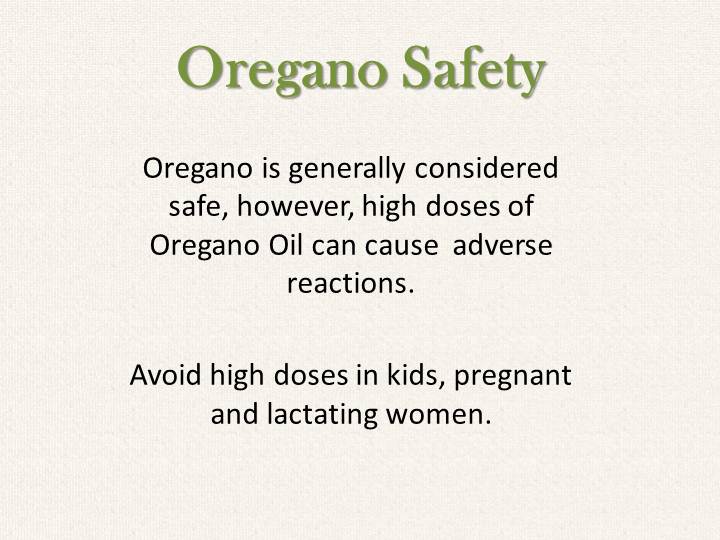 Oregano Safety
Oregano is generally considered
safe, however, high doses of
Oregano Oil can cause adverse
reactions.
Avoid high doses in kids, pregnant
and lactating women.